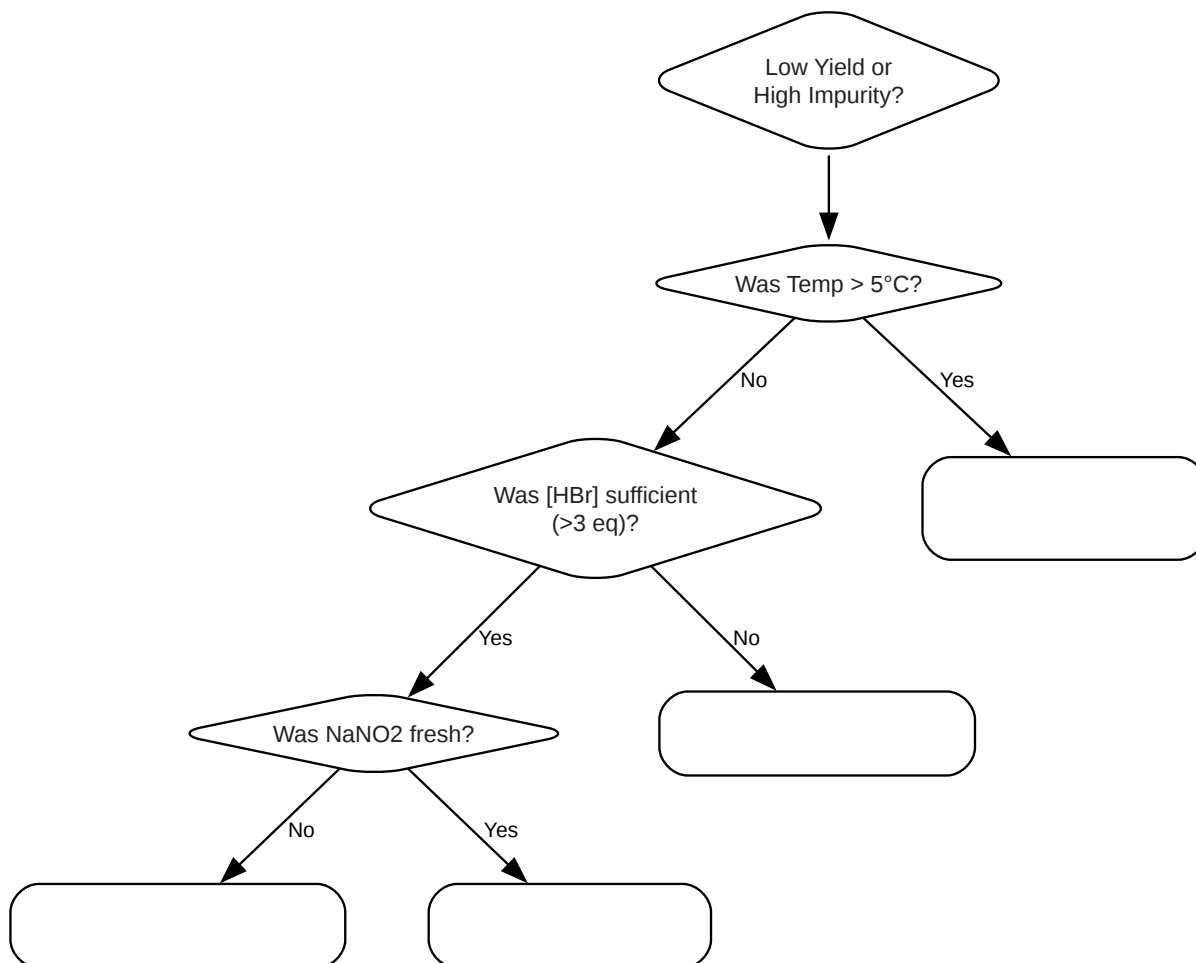 Low Yield or
High Impurity?
Was Temp > 5°C?
No
Yes
Was [HBr] sufficient
(>3 eq)?
Yes
No
Was NaNO2 fresh?
No
Yes